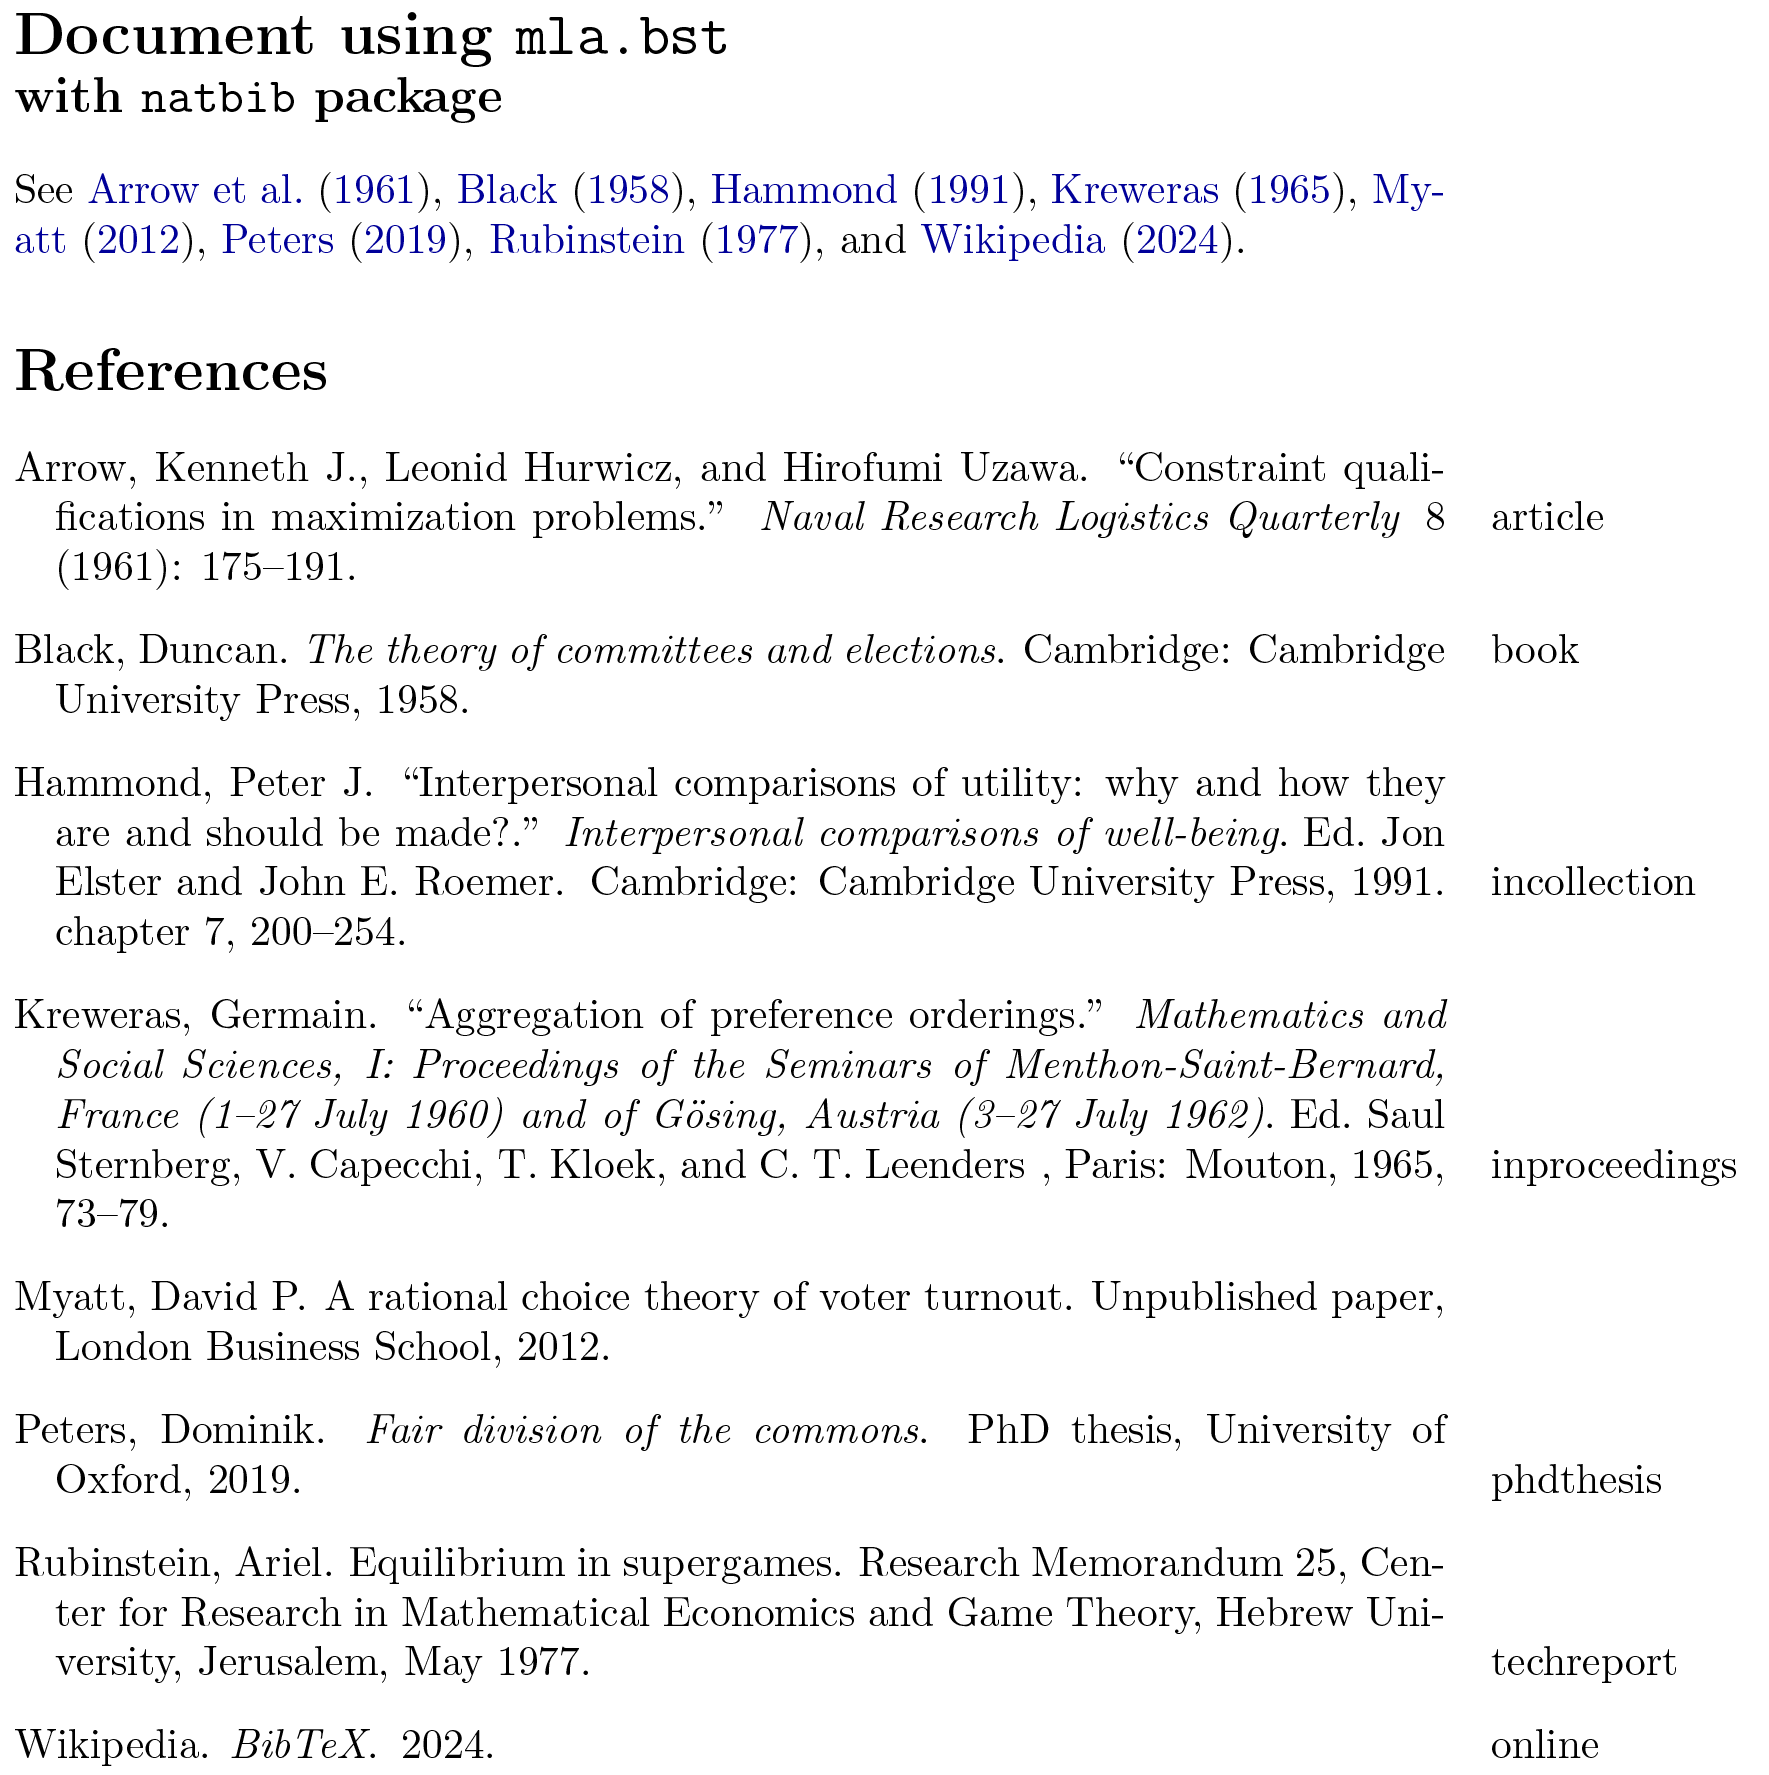 Document using mla.bst
with natbib package
See Arrow et al. (1961), Black (1958), Hammond (1991), Kreweras (1965), My-
att (2012), Peters (2019), Rubinstein (1977), and Wikipedia (2024).
References
Arrow, Kenneth J., Leonid Hurwicz, and Hirofumi Uzawa. “Constraint quali-
fications in maximization problems.” Naval Research Logistics Quarterly 8 article
(1961): 175–191.
Black, Duncan. The theory of committees and elections. Cambridge: Cambridge book
University Press, 1958.
Hammond, Peter J. “Interpersonal comparisons of utility: why and how they
are and should be made?.” Interpersonal comparisons of well-being. Ed. Jon
Elster and John E. Roemer. Cambridge: Cambridge University Press, 1991. incollection
chapter 7, 200–254.
Kreweras, Germain. “Aggregation of preference orderings.” Mathematics and
Social Sciences, I: Proceedings of the Seminars of Menthon-Saint-Bernard,
France (1–27 July 1960) and of Gösing, Austria (3–27 July 1962). Ed. Saul
Sternberg, V. Capecchi, T. Kloek, and C. T. Leenders , Paris: Mouton, 1965, inproceedings
73–79.
Myatt, David P. A rational choice theory of voter turnout. Unpublished paper,
London Business School, 2012.
Peters, Dominik. Fair division of the commons. PhD thesis, University of
Oxford, 2019. phdthesis
Rubinstein, Ariel. Equilibrium in supergames. Research Memorandum 25, Cen-
ter for Research in Mathematical Economics and Game Theory, Hebrew Uni-
versity, Jerusalem, May 1977. techreport
Wikipedia. BibTeX. 2024. online